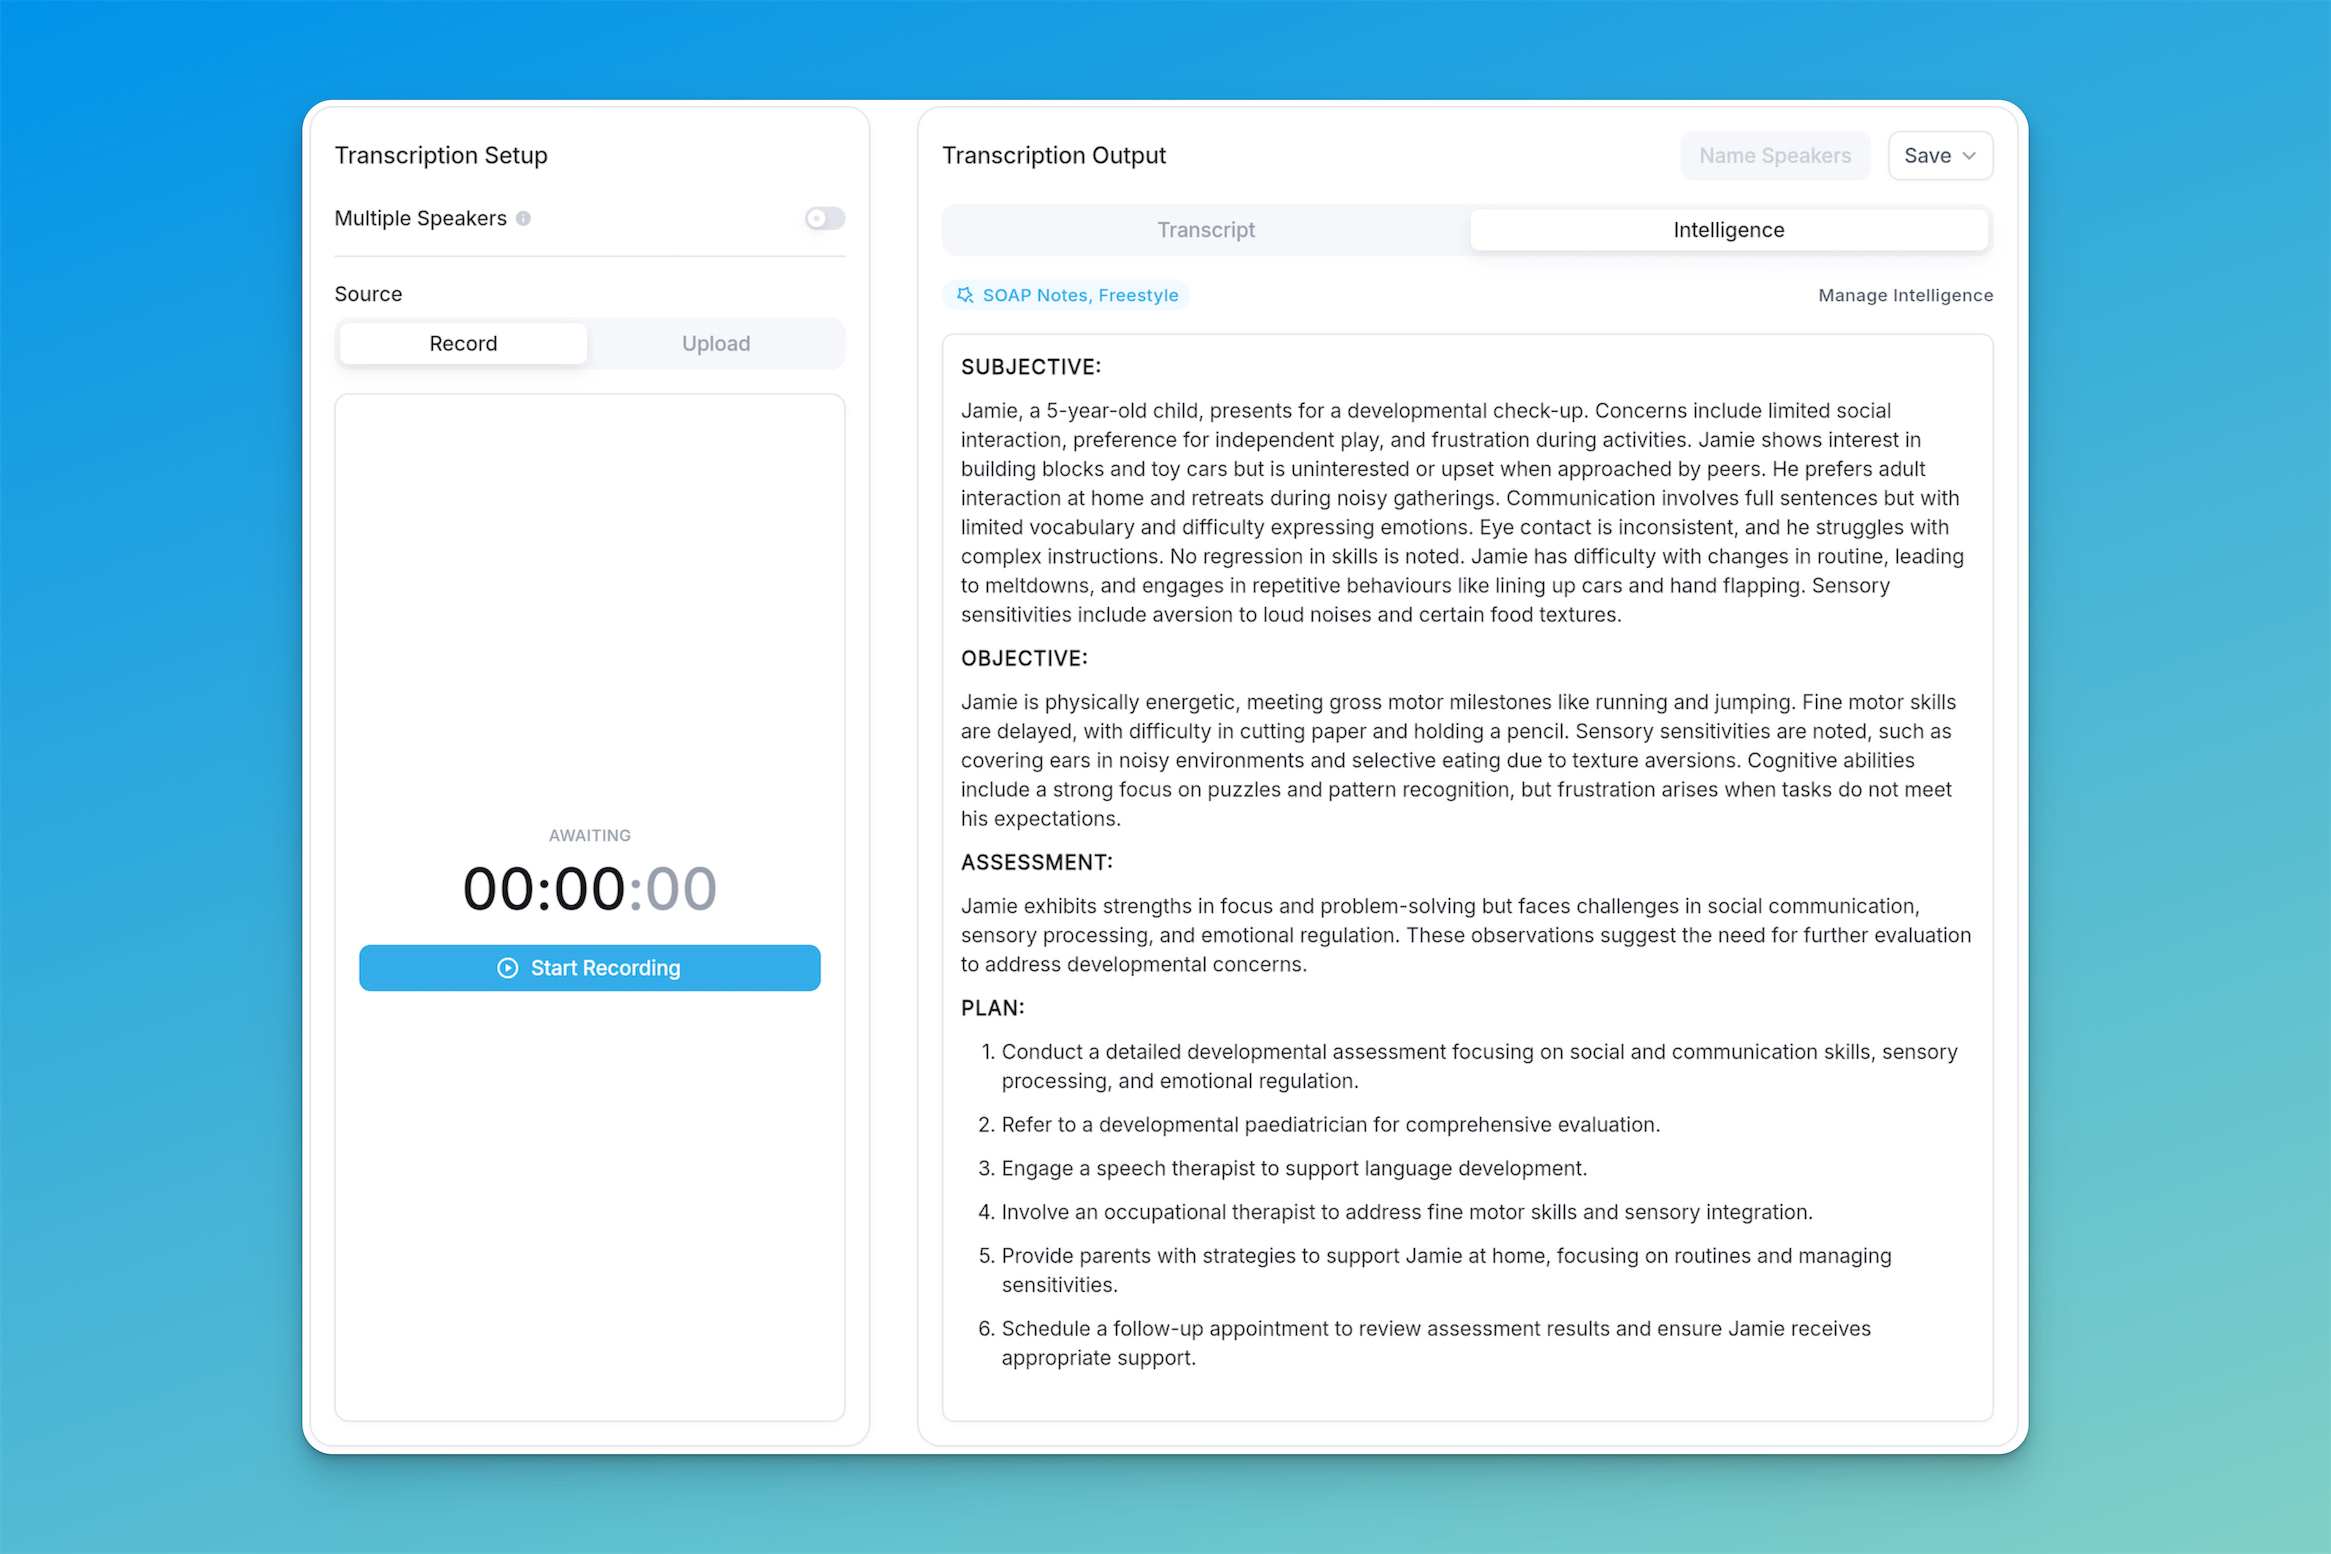 Transcription Setup
Multiple Speakers
Source
Record
Upload
AWAITING
00:00:00
Start Recording
Transcription Output
Name Speakers
Save
Transcript
Intelligence
SOAP Notes, Freestyle
Manage Intelligence
SUBJECTIVE:
Jamie, a 5-year-old child, presents for a developmental check-up. Concerns include limited social
interaction, preference for independent play, and frustration during activities. Jamie shows interest in
building blocks and toy cars but is uninterested or upset when approached by peers. He prefers adult
interaction at home and retreats during noisy gatherings. Communication involves full sentences but with
limited vocabulary and difficulty expressing emotions. Eye contact is inconsistent, and he struggles with
complex instructions. No regression in skills is noted. Jamie has difficulty with changes in routine, leading
to meltdowns, and engages in repetitive behaviours like lining up cars and hand flapping. Sensory
sensitivities include aversion to loud noises and certain food textures.
OBJECTIVE:
Jamie is physically energetic, meeting gross motor milestones like running and jumping. Fine motor skills
are delayed, with difficulty in cutting paper and holding a pencil. Sensory sensitivities are noted, such as
covering ears in noisy environments and selective eating due to texture aversions. Cognitive abilities
include a strong focus on puzzles and pattern recognition, but frustration arises when tasks do not meet
his expectations.
ASSESSMENT:
Jamie exhibits strengths in focus and problem-solving but faces challenges in social communication,
sensory processing, and emotional regulation. These observations suggest the need for further evaluation
to address developmental concerns.
PLAN:
1. Conduct a detailed developmental assessment focusing on social and communication skills, sensory
processing, and emotional regulation.
2. Refer to a developmental paediatrician for comprehensive evaluation.
3. Engage a speech therapist to support language development.
4. Involve an occupational therapist to address fine motor skills and sensory integration.
5. Provide parents with strategies to support Jamie at home, focusing on routines and managing
sensitivities.
6. Schedule a follow-up appointment to review assessment results and ensure Jamie receives
appropriate support.